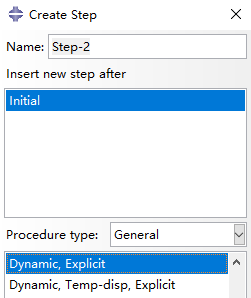 Create Step
Name: Step-2
Insert new step after
Initial
Procedure type: General
Dynamic, Explicit
Dynamic, Temp-disp, Explicit